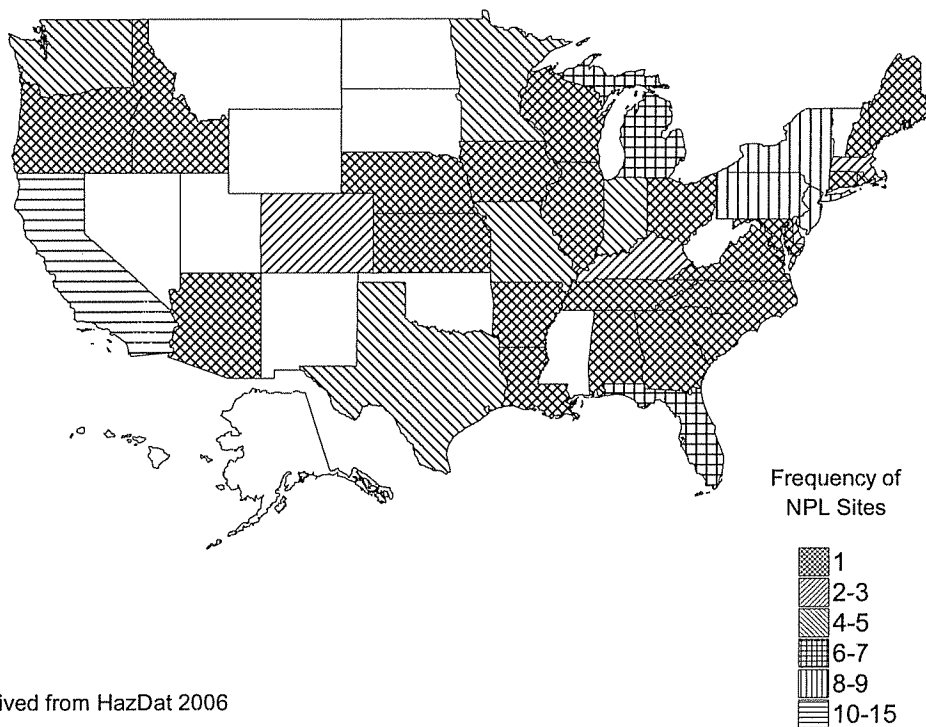 Frequency of
NPL Sites
1
2-3
4-5
6-7
8-9
10-15
ived from HazDat 2006